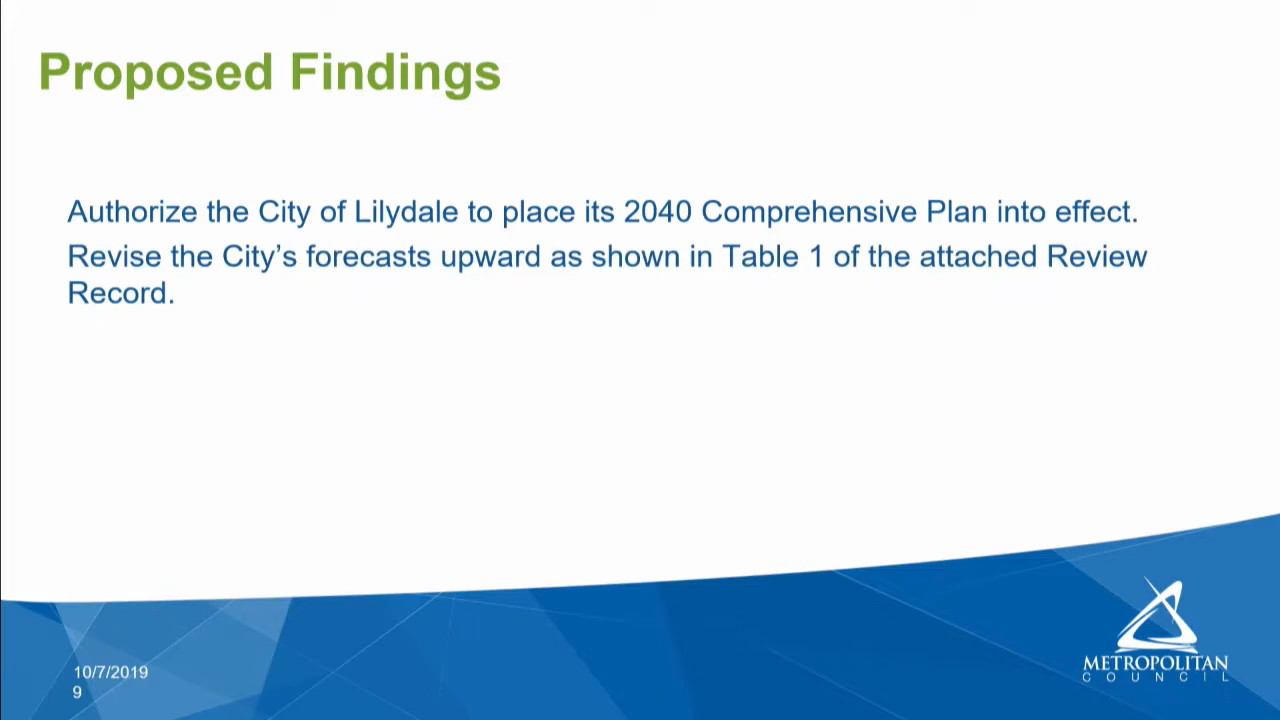 Proposed Findings
Authorize the City of Lilydale to place its 2040 Comprehensive Plan into effect.
Revise the City’s forecasts upward as shown in Table 1 of the attached Review
Record.
10/7/2019
9
METROPOLITAN
COUNCIL